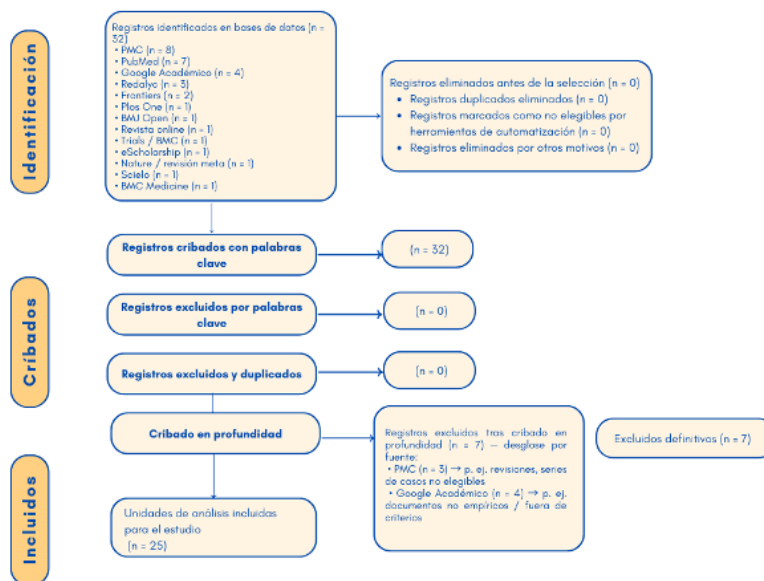 Identificación
Registros identificados en bases de datos (n =
32)
• PMC (n = 8)
• PubMed (n = 7)
• Google Académico (n = 4)
• Redalyc (n = 3)
• Frontiers (n = 2)
• Plos One (n = 1)
• BMJ Open (n = 1)
• Revista online (n = 1)
• Trials / BMC (n = 1)
• eScholarship (n = 1)
• Nature / revisión meta (n = 1)
• Scielo (n = 1)
• BMC Medicine (n = 1)
Registros eliminados antes de la selección (n = 0)
• Registros duplicados eliminados (n = 0)
• Registros marcados como no elegibles por
herramientas de automatización (n = 0)
• Registros eliminados por otros motivos (n = 0)
Cribados
Registros cribados con palabras
clave
(n = 32)
Registros excluidos por palabras
clave
(n = 0)
Registros excluidos y duplicados
(n = 0)
Cribado en profundidad
Registros excluidos tras cribado en
profundidad (n = 7) — desglose por
fuente:
• PMC (n = 3) → p. ej. revisiones, series
de casos no elegibles
• Google Académico (n = 4) → p. ej.
documentos no empíricos / fuera de
criterios
Excluidos definitivos (n = 7)
Incluidos
Unidades de análisis incluidas
para el estudio
(n = 25)